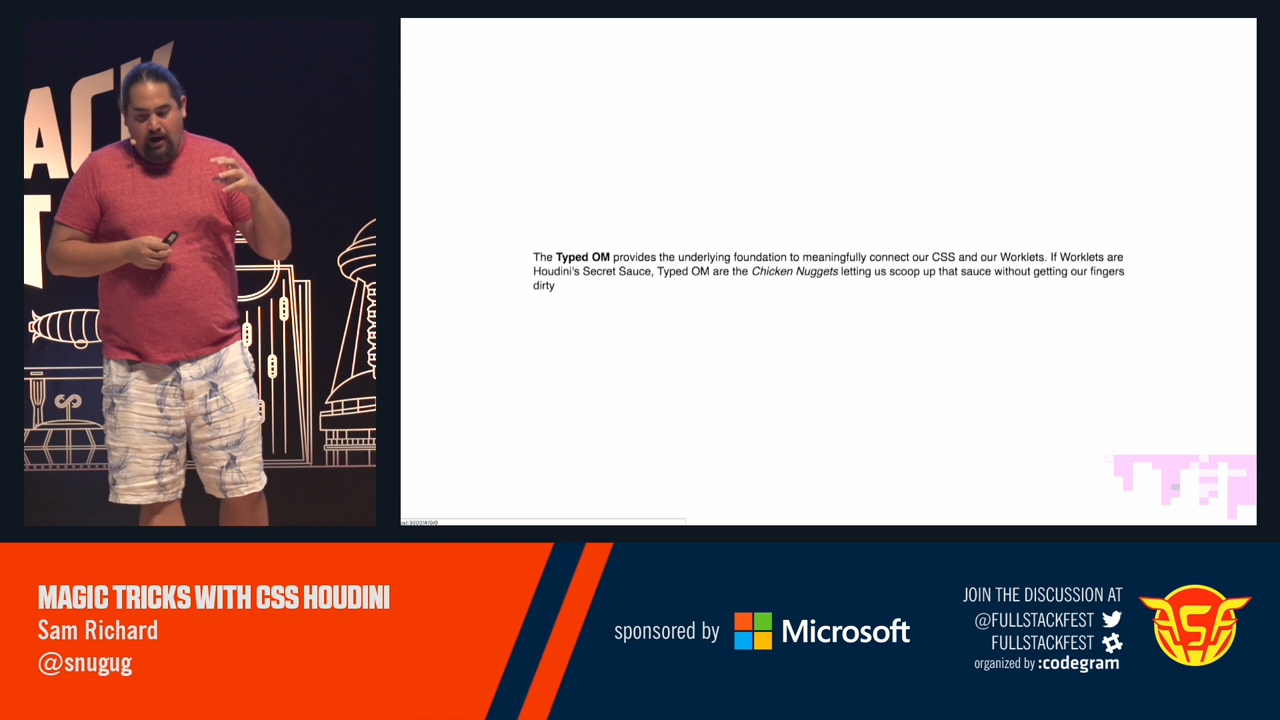 ACK
T
The Typed OM provides the underlying foundation to meaningfully connect our CSS and our Worklets. If Worklets are
Houdini's Secret Sauce, Typed OM are the Chicken Nuggets letting us scoop up that sauce without getting our fingers
dirty
MAGIC TRICKS WITH CSS HOUDINI
Sam Richard
@snugug
sponsored by Microsoft
JOIN THE DISCUSSION AT
@FULLSTACKFEST
FULLSTACKFEST
organized by :codegram
FSF